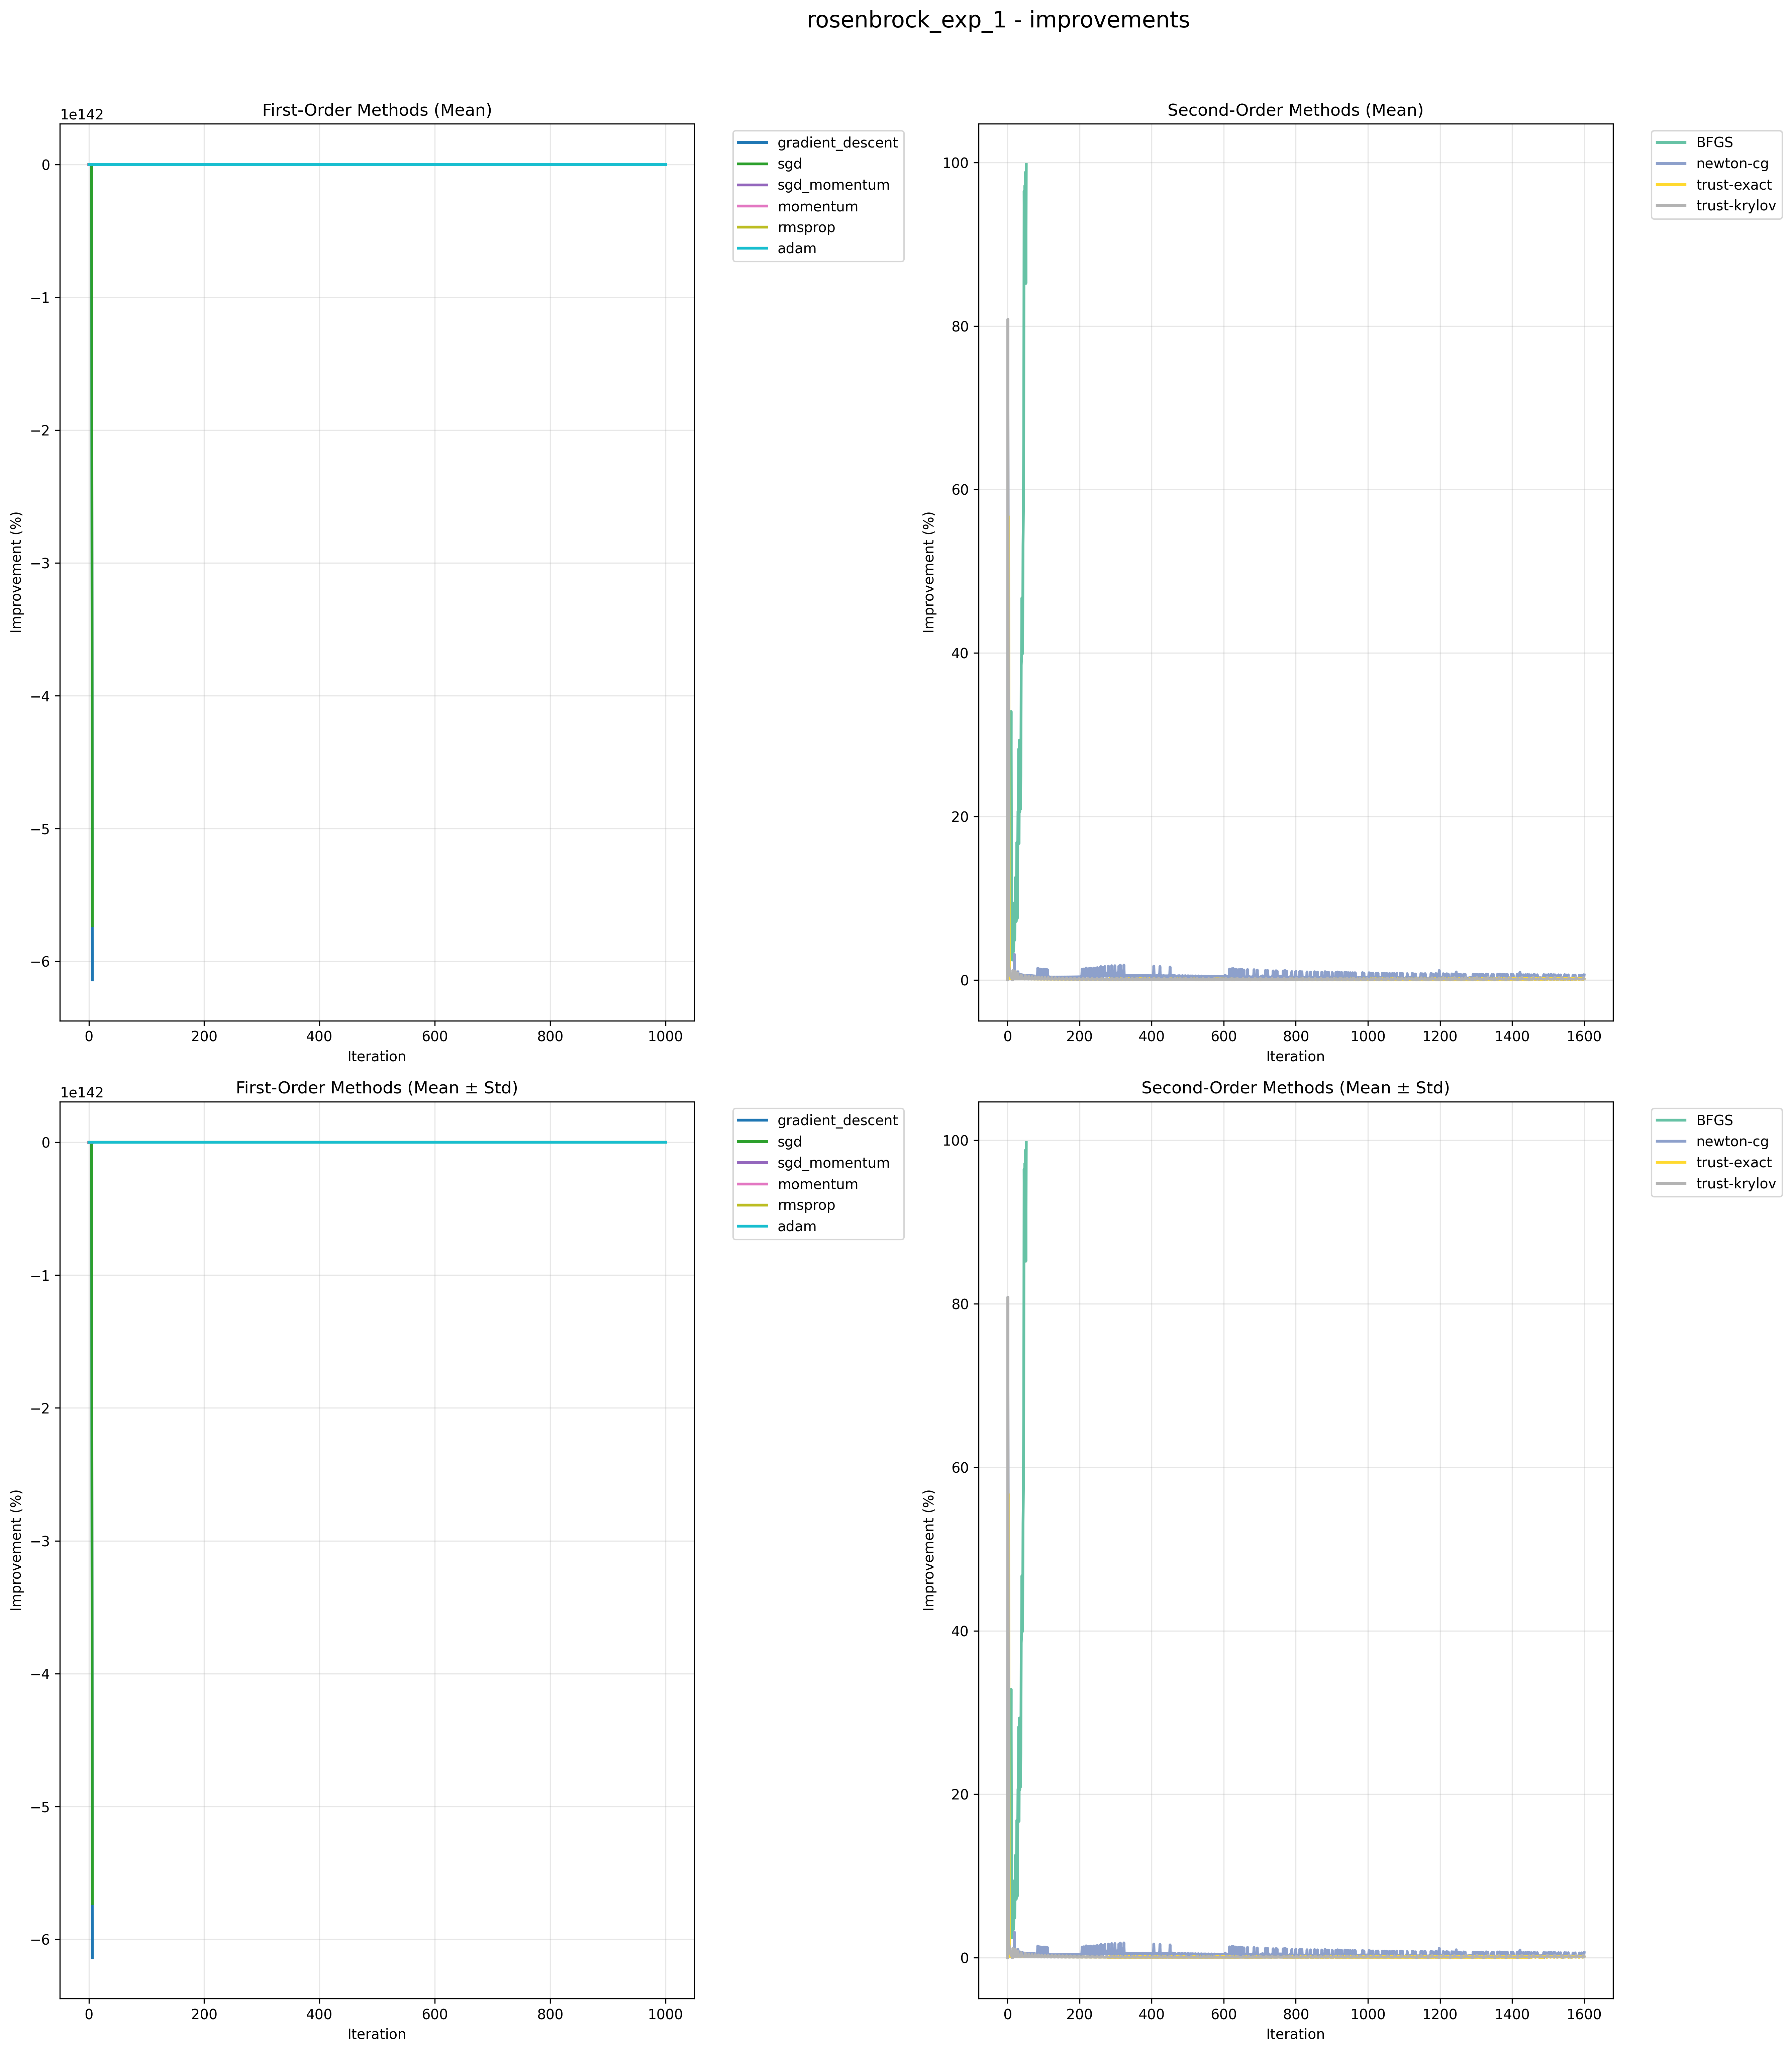 rosenbrock_exp_1 - improvements
First-Order Methods (Mean)
1e142
0
−1
−2
−3
−4
−5
−6
Improvement (%)
0 200 400 600 800 1000
Iteration
gradient_descent
sgd
sgd_momentum
momentum
rmsprop
adam
Second-Order Methods (Mean)
100
80
60
40
20
0
Improvement (%)
0 200 400 600 800 1000 1200 1400 1600
Iteration
BFGS
newton-cg
trust-exact
trust-krylov
First-Order Methods (Mean ± Std)
1e142
0
−1
−2
−3
−4
−5
−6
Improvement (%)
0 200 400 600 800 1000
Iteration
gradient_descent
sgd
sgd_momentum
momentum
rmsprop
adam
Second-Order Methods (Mean ± Std)
100
80
60
40
20
0
Improvement (%)
0 200 400 600 800 1000 1200 1400 1600
Iteration
BFGS
newton-cg
trust-exact
trust-krylov